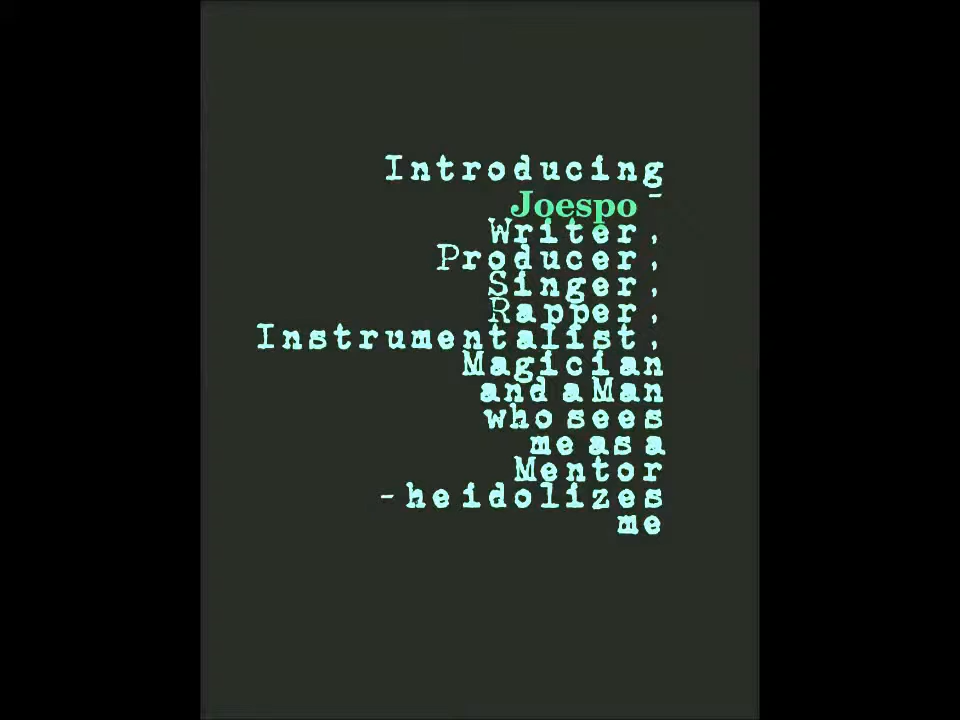 Introducing
Joespo -
Writer,
Producer,
Singer,
Rapper,
Instrumentalist,
Magician
and a Man
who sees
me as a
Mentor
- he idolizes
me